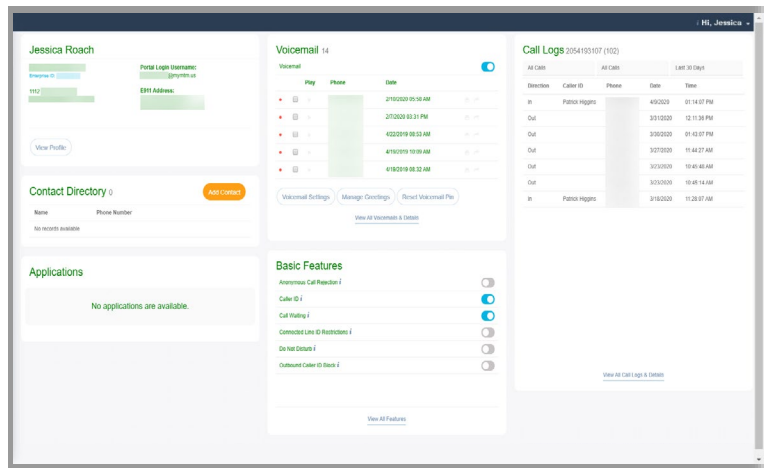 Hi, Jessica
Jessica Roach
Portal Login Username:
@mymtm.us
Enterprise ID:
1112
E911 Address:
View Profile
Contact Directory 0
Add Contact
Name Phone Number
No records available
Applications
No applications are available.
Voicemail 14
Voicemail
Play Phone Date
2/10/2020 05:58 AM
2/7/2020 03:31 PM
4/22/2019 08:53 AM
4/19/2019 10:09 AM
4/19/2019 08:32 AM
Voicemail Settings Manage Greetings Reset Voicemail Pin
View All Voicemails & Details
Basic Features
Anonymous Call Rejection i
Caller ID i
Call Waiting i
Connected Line ID Restrictions i
Do Not Disturb i
Outbound Caller ID Block i
View All Features
Call Logs 2054193107 (102)
All Calls All Calls Last 30 Days
Direction Caller ID Phone Date Time
In Patrick Higgins 4/9/2020 01:14:07 PM
Out 3/31/2020 12:11:36 PM
Out 3/30/2020 01:43:07 PM
Out 3/27/2020 11:44:27 AM
Out 3/23/2020 10:45:48 AM
Out 3/23/2020 10:45:14 AM
In Patrick Higgins 3/18/2020 11:28:07 AM
View All Call Logs & Details